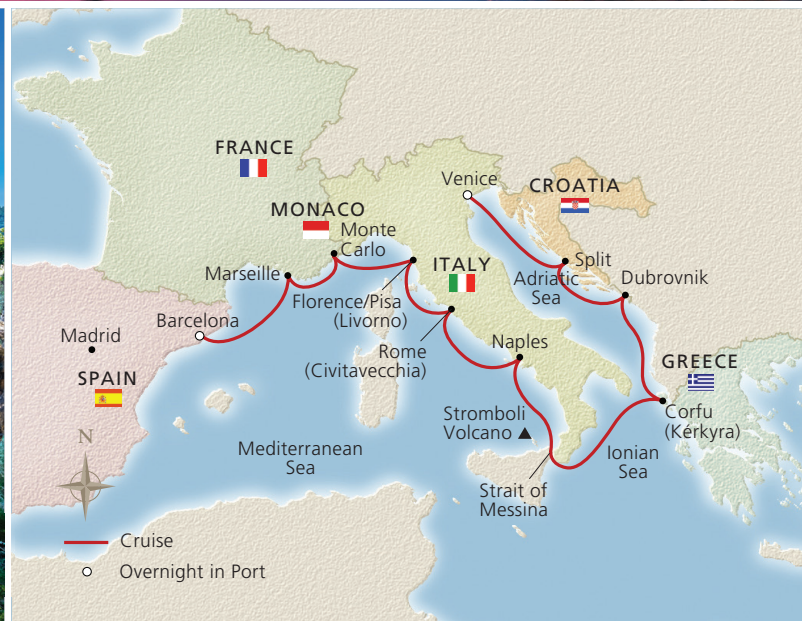 FRANCE
Venice
CROATIA
MONACO
Monte
Carlo
Split
ITALY
Adriatic
Sea
Dubrovnik
Marseille
Florence/Pisa
(Livorno)
Barcelona
Madrid
Rome
(Civitavecchia)
Naples
GREECE
SPAIN
Corfu
(Kérkyra)
Stromboli
Volcano
N
Mediterranean
Sea
Ionian
Sea
Strait of
Messina
Cruise
Overnight in Port